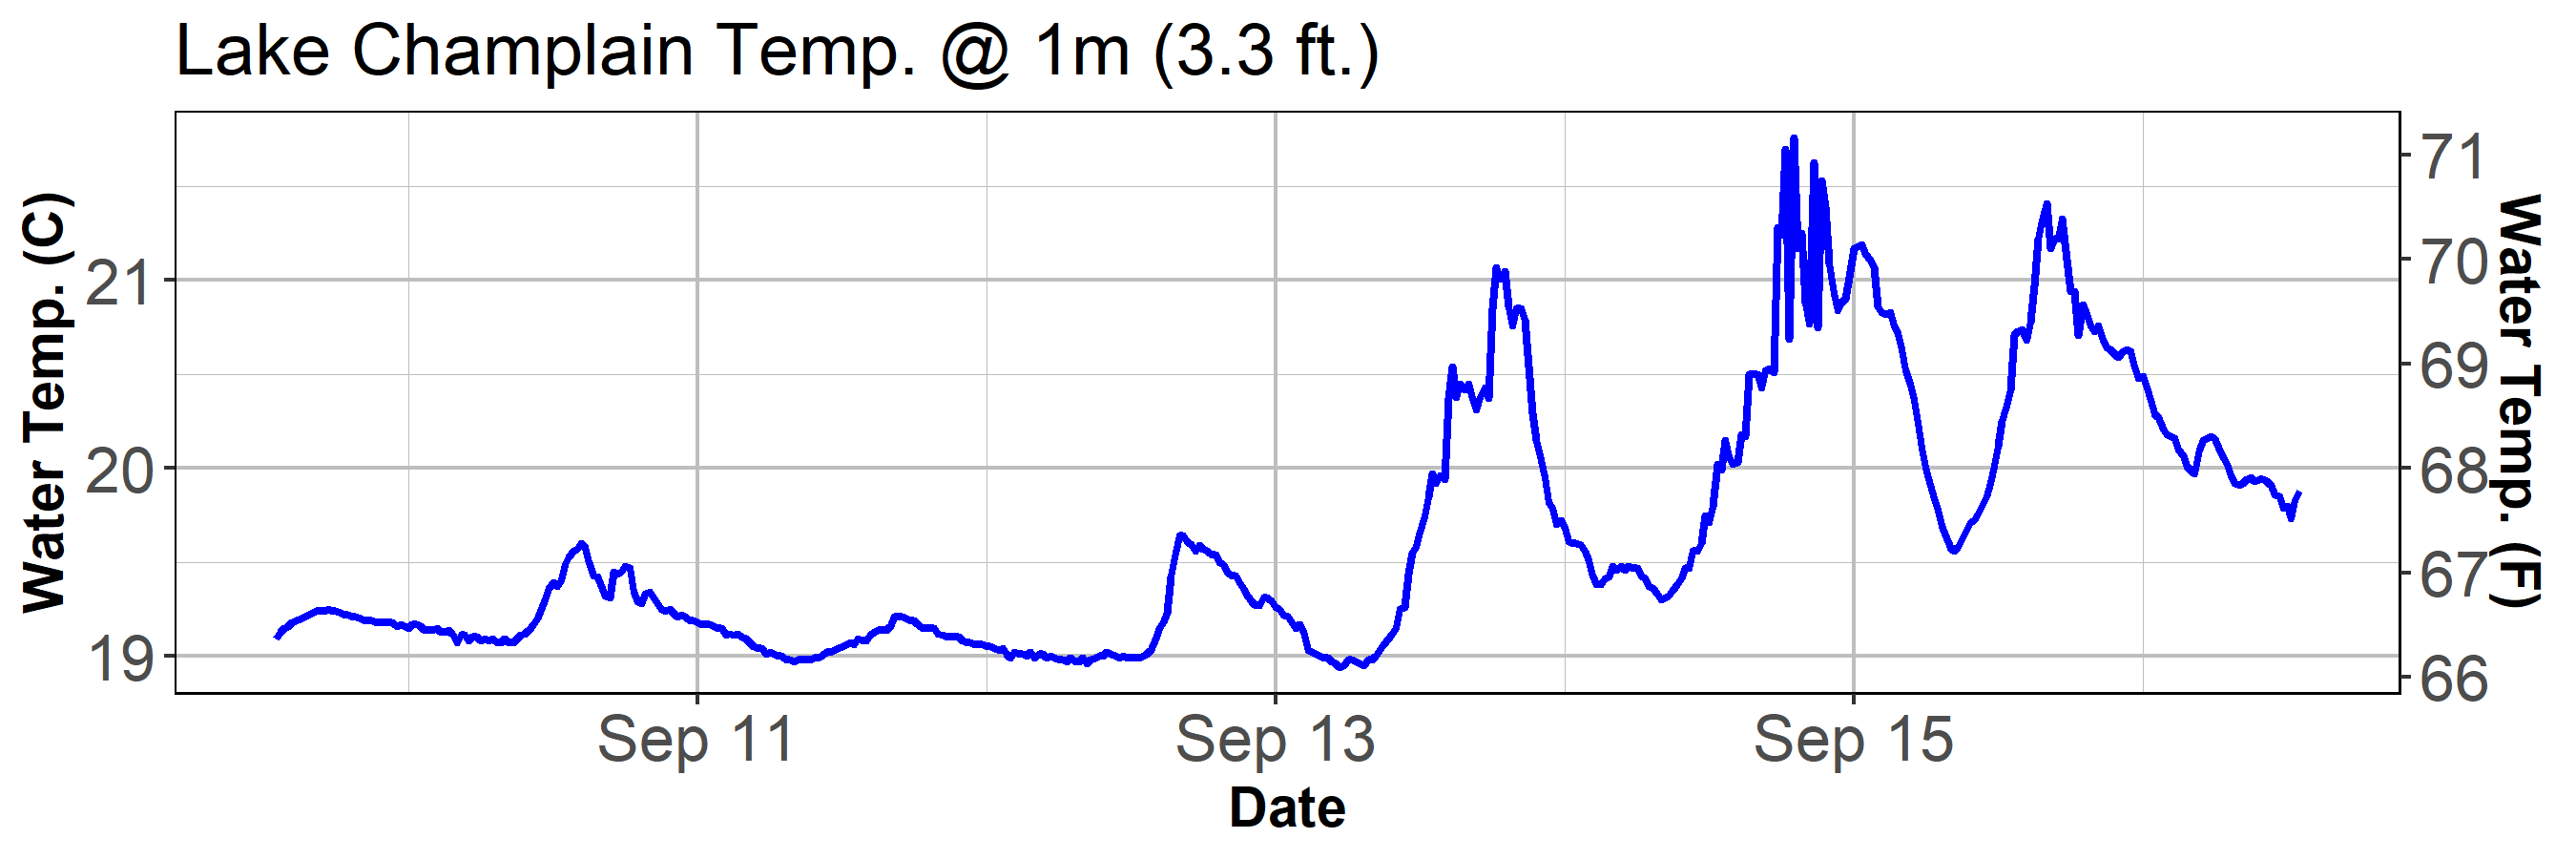 Lake Champlain Temp. @ 1m (3.3 ft.)
Water Temp. (C)
21
20
19
71
70
69
68
67
66
Water Temp. (F)
Sep 11
Sep 13
Sep 15
Date